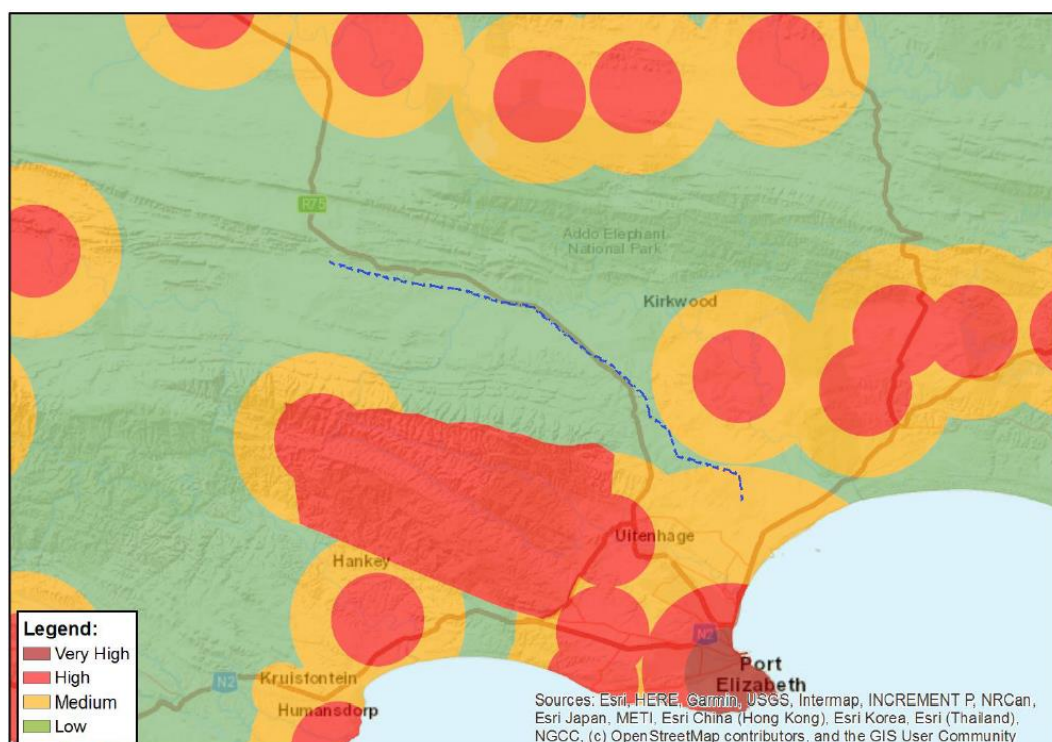 R75
Addo Elephant
National Park
Kirkwood
Uitenhage
Hankey
Legend:
Very High
High
Medium
Low
N2
Port
Elizabeth
N2
Kruisfontein
Humansdorp
Sources: Esri, HERE, Garmin, USGS, Intermap, INCREMENT P, NRCan,
Esri Japan, METI, Esri China (Hong Kong), Esri Korea, Esri (Thailand),
NGCC, (c) OpenStreetMap contributors, and the GIS User Community